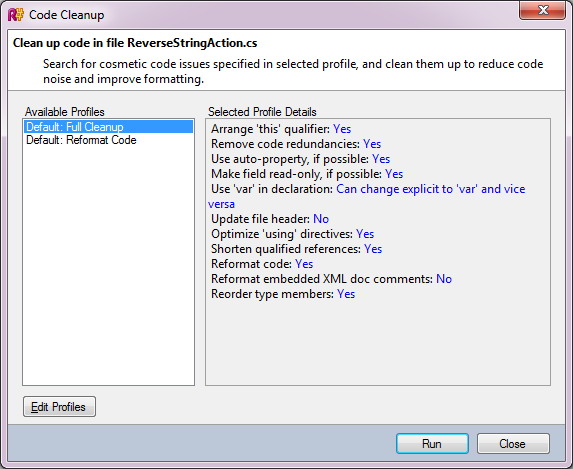 R#
Code Cleanup
Clean up code in file ReverseStringAction.cs
Search for cosmetic code issues specified in selected profile, and clean them up to reduce code
noise and improve formatting.
Available Profiles
Default: Full Cleanup
Default: Reformat Code
Selected Profile Details
Arrange 'this' qualifier: Yes
Remove code redundancies: Yes
Use auto-property, if possible: Yes
Make field read-only, if possible: Yes
Use 'var' in declaration: Can change explicit to 'var' and vice
versa
Update file header: No
Optimize 'using' directives: Yes
Shorten qualified references: Yes
Reformat code: Yes
Reformat embedded XML doc comments: No
Reorder type members: Yes
Edit Profiles
Run
Close